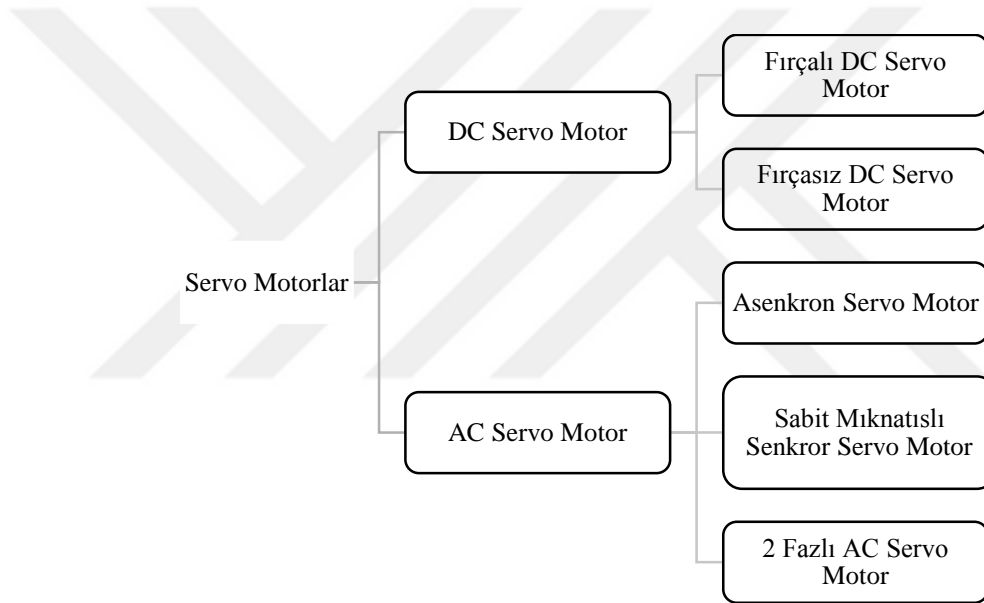 Servo Motorlar
DC Servo Motor
Fırçalı DC Servo
Motor
Fırçasız DC Servo
Motor
AC Servo Motor
Asenkron Servo Motor
Sabit Mıknatıslı
Senkror Servo Motor
2 Fazlı AC Servo
Motor